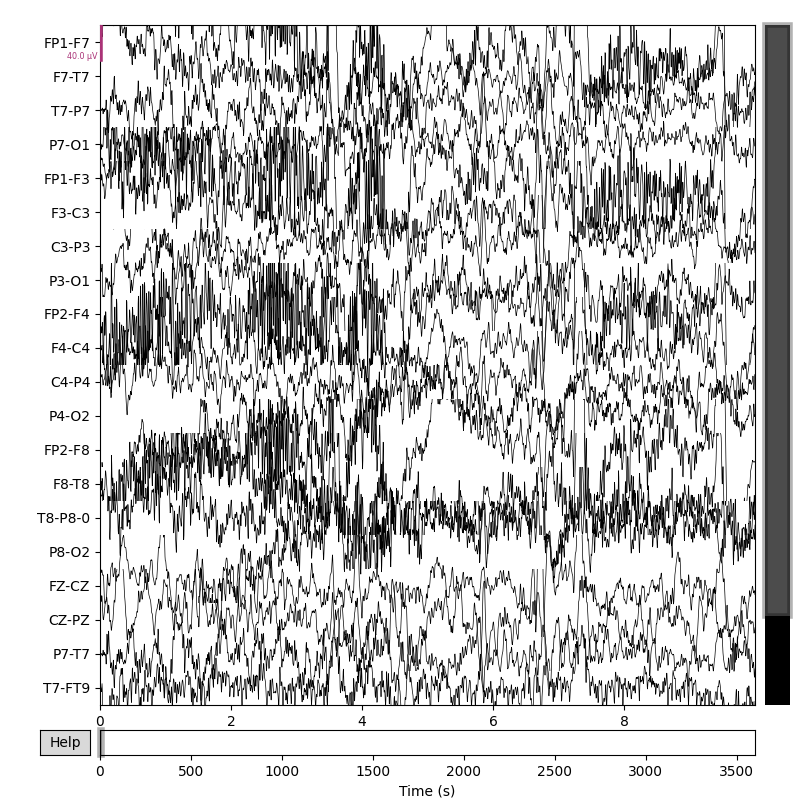 FP1-F7
40.0 µV
F7-T7
T7-P7
P7-O1
FP1-F3
F3-C3
C3-P3
P3-O1
FP2-F4
F4-C4
C4-P4
P4-O2
FP2-F8
F8-T8
T8-P8-0
P8-O2
FZ-CZ
CZ-PZ
P7-T7
T7-FT9
0 2 4 6 8
Help
0 500 1000 1500 2000 2500 3000 3500
Time (s)